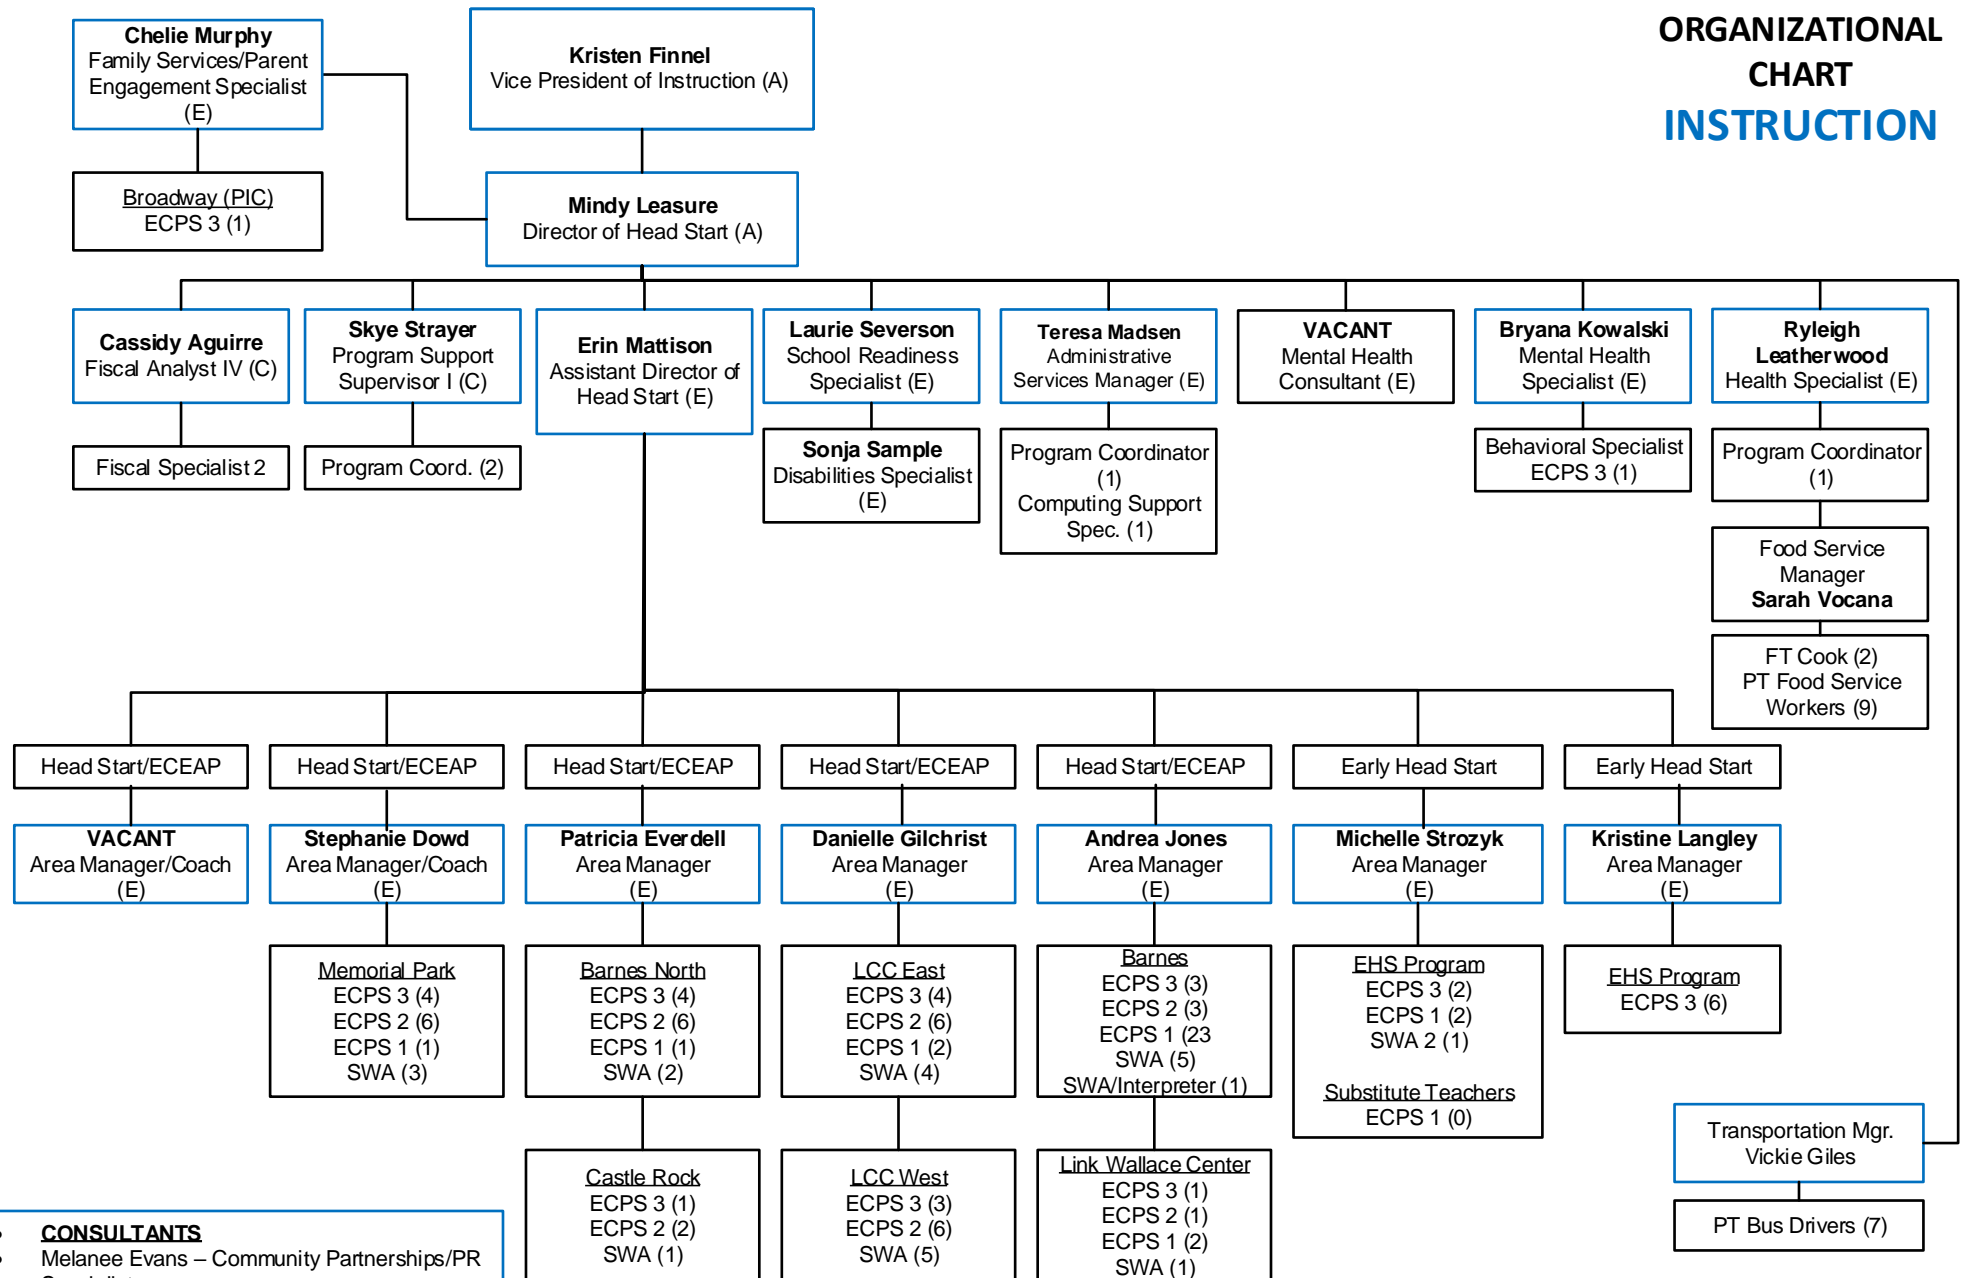 ORGANIZATIONAL
CHART
INSTRUCTION
Chelie Murphy
Family Services/Parent
Engagement Specialist
(E)
Kristen Finnel
Vice President of Instruction (A)
Broadway (PIC)
ECPS 3 (1)
Mindy Leasure
Director of Head Start (A)
Cassidy Aguirre
Fiscal Analyst IV (C)
Skye Strayer
Program Support
Supervisor I (C)
Erin Mattison
Assistant Director of
Head Start (E)
Laurie Severson
School Readiness
Specialist (E)
Teresa Madsen
Administrative
Services Manager (E)
VACANT
Mental Health
Consultant (E)
Bryana Kowalski
Mental Health
Specialist (E)
Ryleigh
Leatherwood
Health Specialist (E)
Fiscal Specialist 2
Program Coord. (2)
Sonja Sample
Disabilities Specialist
(E)
Program Coordinator
(1)
Computing Support
Spec. (1)
Behavioral Specialist
ECPS 3 (1)
Program Coordinator
(1)
Food Service
Manager
Sarah Vocana
FT Cook (2)
PT Food Service
Workers (9)
Head Start/ECEAP
Head Start/ECEAP
Head Start/ECEAP
Head Start/ECEAP
Head Start/ECEAP
Early Head Start
Early Head Start
VACANT
Area Manager/Coach
(E)
Stephanie Dowd
Area Manager/Coach
(E)
Patricia Everdell
Area Manager
(E)
Danielle Gilchrist
Area Manager
(E)
Andrea Jones
Area Manager
(E)
Michelle Strozyk
Area Manager
(E)
Kristine Langley
Area Manager
(E)
Memorial Park
ECPS 3 (4)
ECPS 2 (6)
ECPS 1 (1)
SWA (3)
Barnes North
ECPS 3 (4)
ECPS 2 (6)
ECPS 1 (1)
SWA (2)
LCC East
ECPS 3 (4)
ECPS 2 (6)
ECPS 1 (2)
SWA (4)
Barnes
ECPS 3 (3)
ECPS 2 (3)
ECPS 1 (23
SWA (5)
SWA/Interpreter (1)
EHS Program
ECPS 3 (2)
ECPS 1 (2)
SWA 2 (1)
Substitute Teachers
ECPS 1 (0)
EHS Program
ECPS 3 (6)
Castle Rock
ECPS 3 (1)
ECPS 2 (2)
SWA (1)
LCC West
ECPS 3 (3)
ECPS 2 (6)
SWA (5)
Link Wallace Center
ECPS 3 (1)
ECPS 2 (1)
ECPS 1 (2)
SWA (1)
Transportation Mgr.
Vickie Giles
PT Bus Drivers (7)
CONSULTANTS
Melanee Evans – Community Partnerships/PR